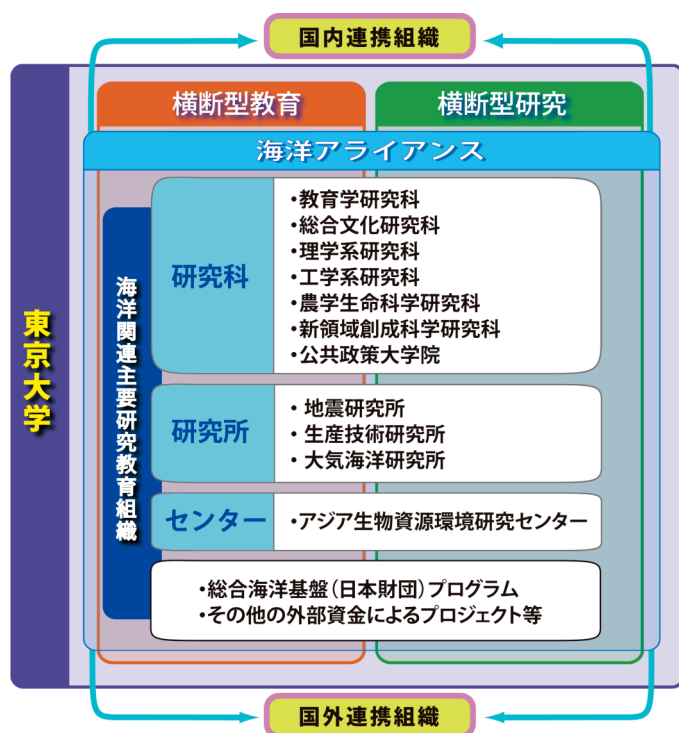 国内連携組織
横断型教育
横断型研究
海洋アライアンス
東京大学
海洋関連主要研究教育組織
研究科
・教育学研究科
・総合文化研究科
・理学系研究科
・工学系研究科
・農学生命科学研究科
・新領域創成科学研究科
・公共政策大学院
研究所
・地震研究所
・生産技術研究所
・大気海洋研究所
センター
・アジア生物資源環境研究センター
・総合海洋基盤（日本財団）プログラム
・その他の外部資金によるプロジェクト等
国外連携組織